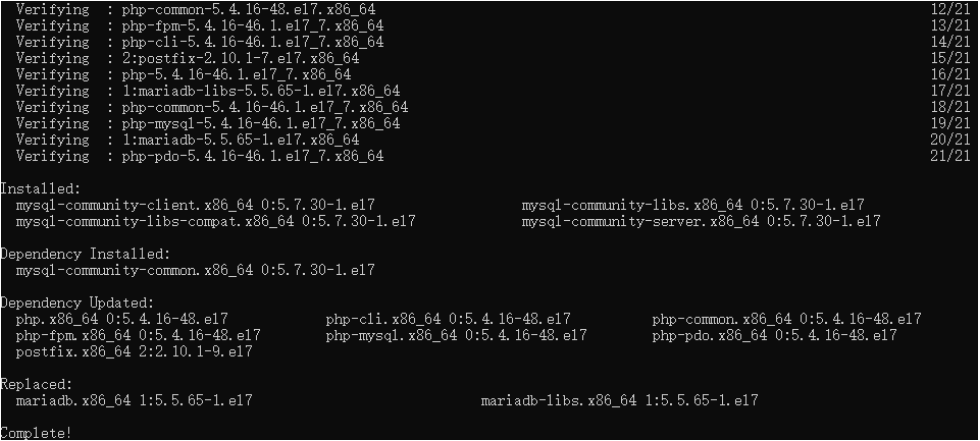 Verifying : php-common-5.4.16-48.el7.x86_64 12/21
Verifying : php-fpm-5.4.16-46.1.el7_7.x86_64 13/21
Verifying : php-cli-5.4.16-46.1.el7_7.x86_64 14/21
Verifying : 2:postfix-2.10.1-7.el7.x86_64 15/21
Verifying : php-5.4.16-46.1.el7_7.x86_64 16/21
Verifying : 1:mariadb-libs-5.5.65-1.el7.x86_64 17/21
Verifying : php-common-5.4.16-46.1.el7_7.x86_64 18/21
Verifying : php-mysql-5.4.16-46.1.el7_7.x86_64 19/21
Verifying : 1:mariadb-5.5.65-1.el7.x86_64 20/21
Verifying : php-pdo-5.4.16-46.1.el7_7.x86_64 21/21
Installed:
mysql-community-client.x86_64 0:5.7.30-1.el7 mysql-community-libs.x86_64 0:5.7.30-1.el7
mysql-community-libs-compat.x86_64 0:5.7.30-1.el7 mysql-community-server.x86_64 0:5.7.30-1.el7
Dependency Installed:
mysql-community-common.x86_64 0:5.7.30-1.el7
Dependency Updated:
php.x86_64 0:5.4.16-48.el7 php-cli.x86_64 0:5.4.16-48.el7 php-common.x86_64 0:5.4.16-48.el7
php-fpm.x86_64 0:5.4.16-48.el7 php-mysql.x86_64 0:5.4.16-48.el7 php-pdo.x86_64 0:5.4.16-48.el7
postfix.x86_64 2:2.10.1-9.el7
Replaced:
mariadb.x86_64 1:5.5.65-1.el7 mariadb-libs.x86_64 1:5.5.65-1.el7
Complete!